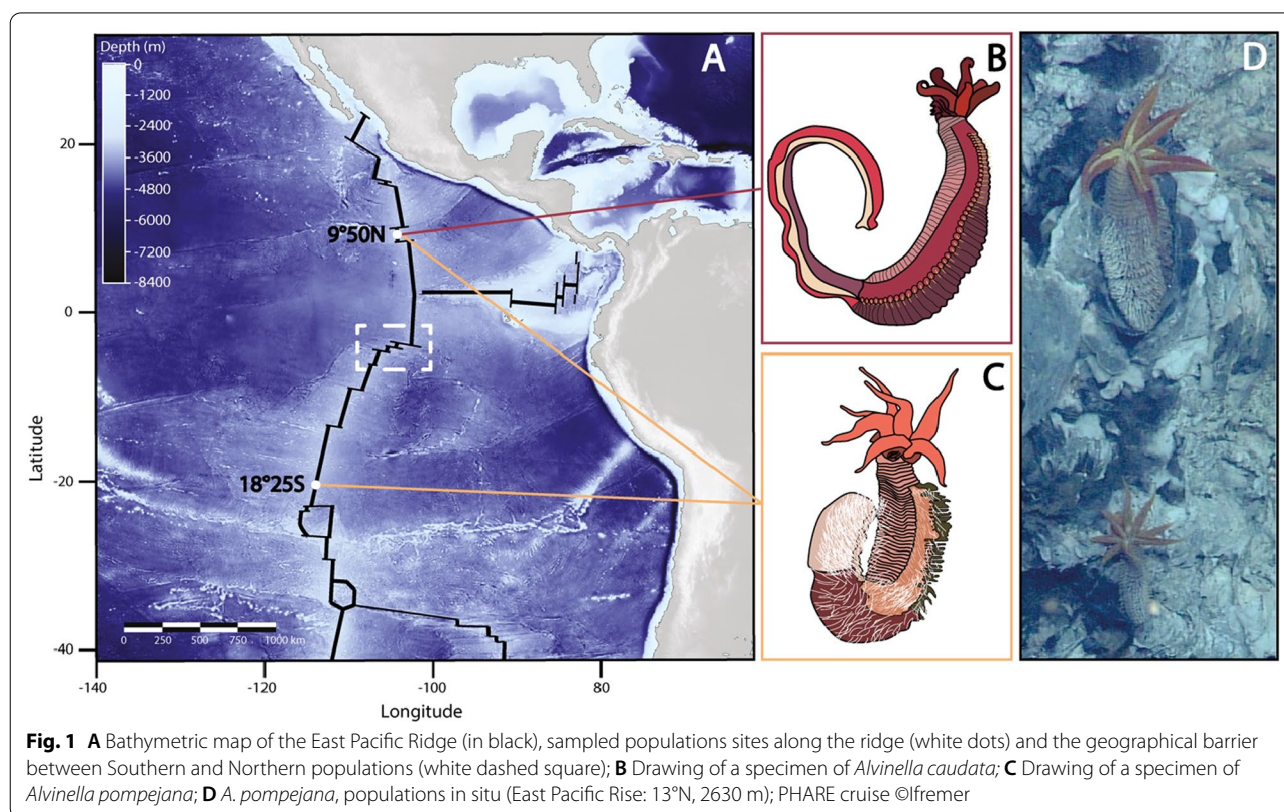 Depth (m)
0
-1200
-2400
-3600
-4800
-6000
-7200
-8400
A
20
0
-20
-40
Latitude
9°50N
18°25S
0 250 500 750 1000 km
-140 -120 -100 80
Longitude
B
C
D
Fig. 1 A Bathymetric map of the East Pacific Ridge (in black), sampled populations sites along the ridge (white dots) and the geographical barrier
between Southern and Northern populations (white dashed square); B Drawing of a specimen of Alvinella caudata; C Drawing of a specimen of
Alvinella pompejana; D A. pompejana, populations in situ (East Pacific Rise: 13°N, 2630 m); PHARE cruise ©Ifremer